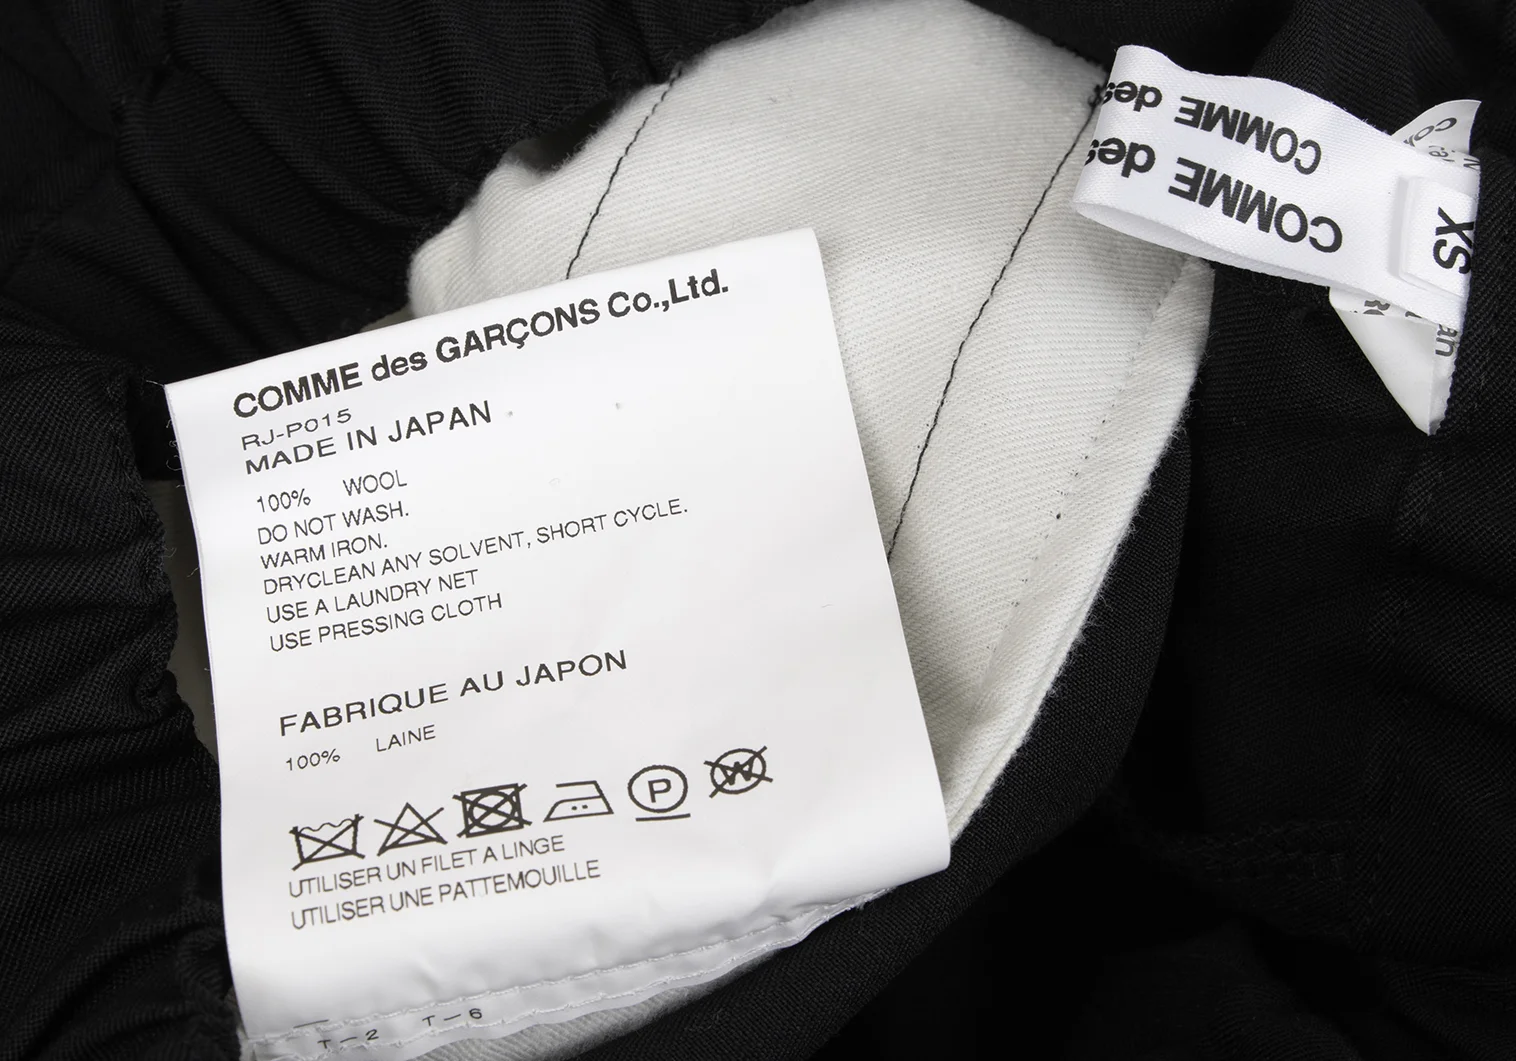 COMME des GARÇONS Co.,Ltd.
RJ-P015
MADE IN JAPAN
100% WOOL
DO NOT WASH.
WARM IRON.
DRYCLEAN ANY SOLVENT, SHORT CYCLE.
USE A LAUNDRY NET
USE PRESSING CLOTH
FABRIQUE AU JAPON
100% LAINE
P
W
UTILISER UN FILET A LINGE
UTILISER UNE PATTEMOUILLE
T-2 T-6
COMME des
COMME des
XS